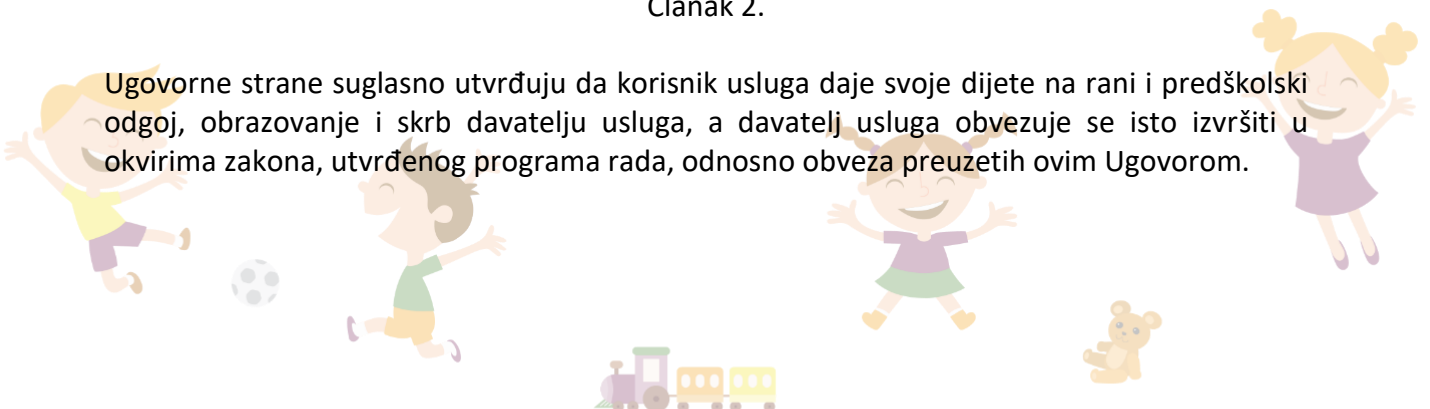 Članak 2.
Ugovorne strane suglasno utvrđuju da korisnik usluga daje svoje dijete na rani i predškolski
odgoj, obrazovanje i skrb davatelju usluga, a davatelj usluga obvezuje se isto izvršiti u
okvirima zakona, utvrđenog programa rada, odnosno obveza preuzetih ovim Ugovorom.